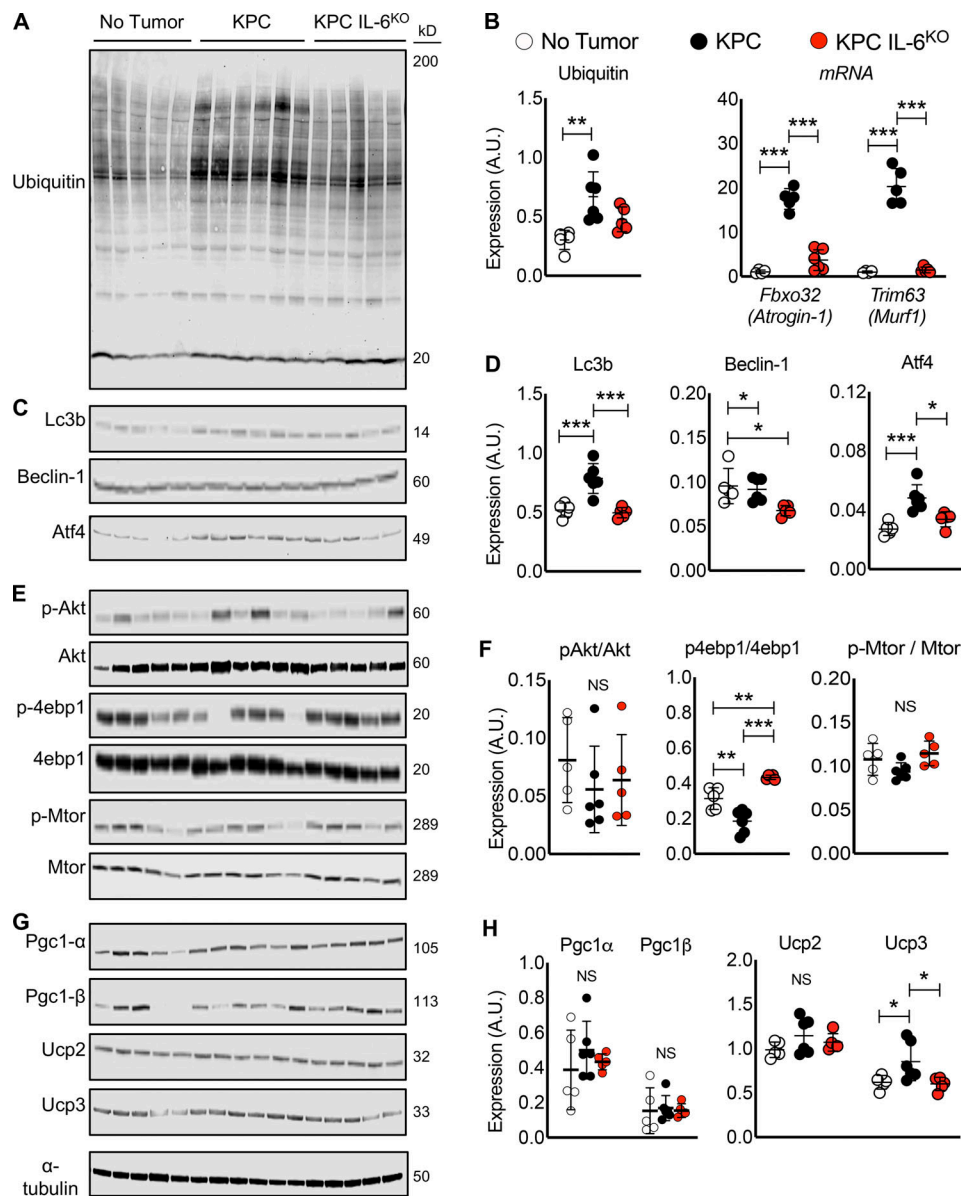 A
No Tumor
KPC
KPC IL-6KO
kD
200
Ubiquitin
20
B
No Tumor
KPC
KPC IL-6KO
Ubiquitin
mRNA
Expression (A.U.)
1.5
1.0
0.5
0.0
**
40
30
20
10
0
***
***
***
***
Fbxo32
(Atrogin-1)
Trim63
(Murf1)
C
Lc3b
14
Beclin-1
60
Atf4
49
D
Lc3b
Beclin-1
Atf4
Expression (A.U.)
1.5
1.0
0.5
0.0
***
***
0.20
0.15
0.10
0.05
0.00
*
*
0.12
0.08
0.04
0.00
***
*
E
p-Akt
60
Akt
60
p-4ebp1
20
4ebp1
20
p-Mtor
289
Mtor
289
F
pAkt/Akt
p4ebp1/4ebp1
p-Mtor / Mtor
Expression (A.U.)
0.15
0.10
0.05
0.00
NS
1.0
0.8
0.6
0.4
0.2
0.0
**
***
**
0.20
0.15
0.10
0.05
0.00
NS
G
Pgc1-α
105
Pgc1-β
113
Ucp2
32
Ucp3
33
α-
tubulin
50
H
Pgc1α
Pgc1β
Ucp2
Ucp3
Expression (A.U.)
1.0
0.8
0.6
0.4
0.2
0.0
NS
NS
2.0
1.5
1.0
0.5
0.0
NS
*
*